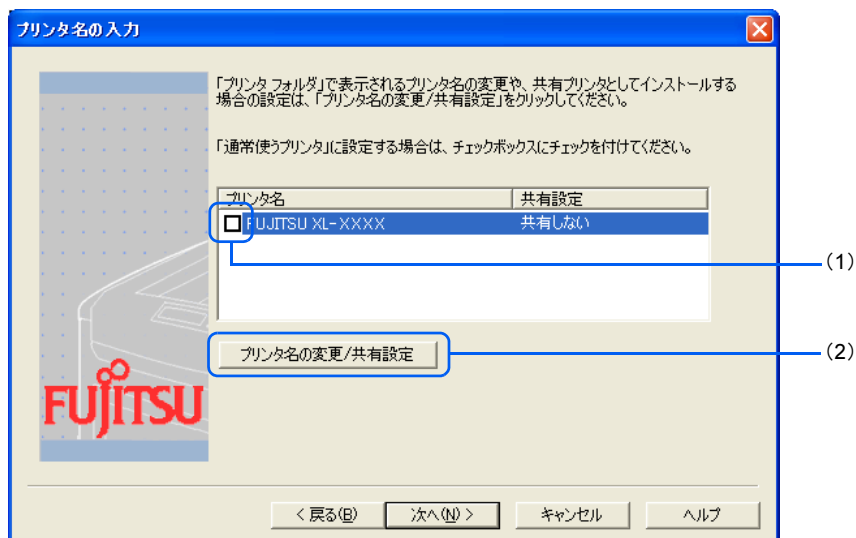 プリンタ名の入力
「プリンタ フォルダ」で表示されるプリンタ名の変更や、共有プリンタとしてインストールする
場合の設定は、「プリンタ名の変更/共有設定」をクリックしてください。
「通常使うプリンタ」に設定する場合は、チェックボックスにチェックを付けてください。
プリンタ名 共有設定
FUJITSU XL-XXXX 共有しない
(1)
プリンタ名の変更/共有設定
(2)
FUJITSU
< 戻る(B) 次へ(N) > キャンセル ヘルプ